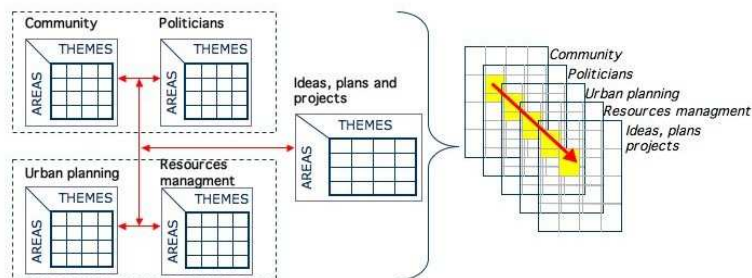 Community
THEMES
AREAS
Politicians
THEMES
AREAS
Urban planning
THEMES
AREAS
Resources
managment
THEMES
AREAS
Ideas, plans and
projects
THEMES
AREAS
Community
Politicians
Urban planning
Resources managment
Ideas, plans
projects